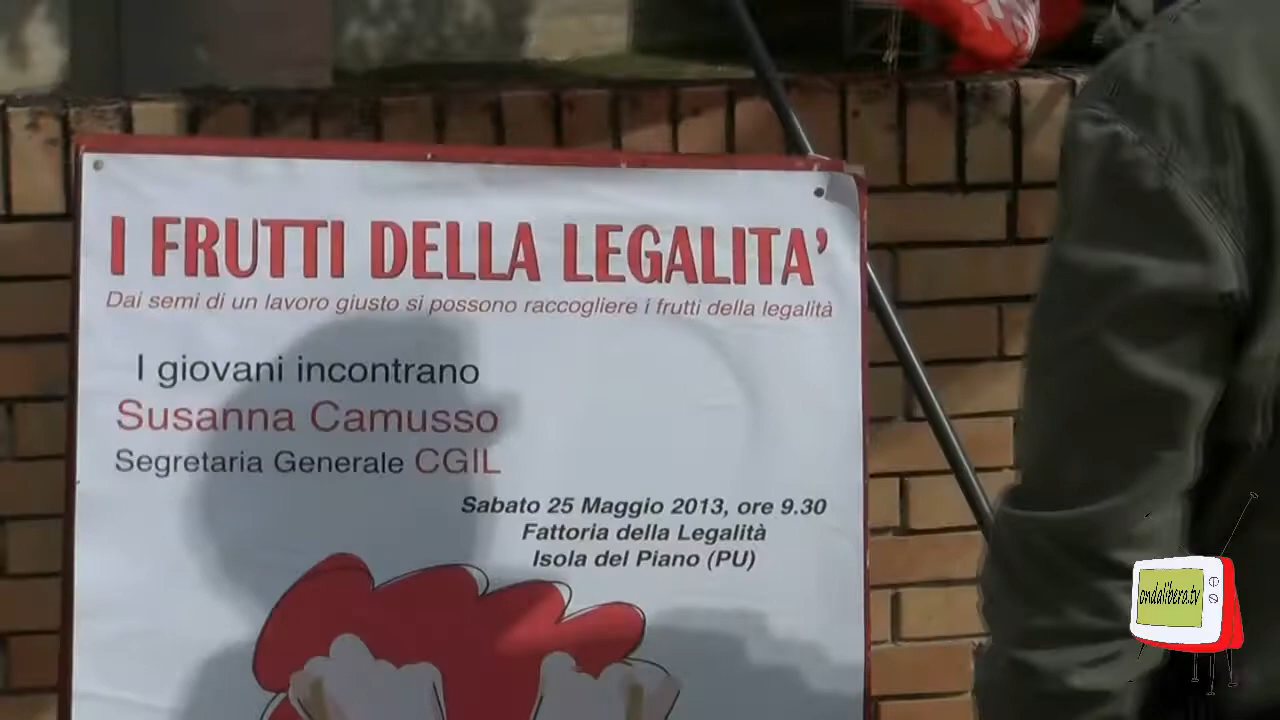 I FRUTTI DELLA LEGALITA'
Dai semi di un lavoro giusto si possono raccogliere i frutti della legalità
I giovani incontrano
Susanna Camusso
Segretaria Generale CGIL
Sabato 25 Maggio 2013, ore 9.30
Fattoria della Legalità
Isola del Piano (PU)
ondalibera.tv